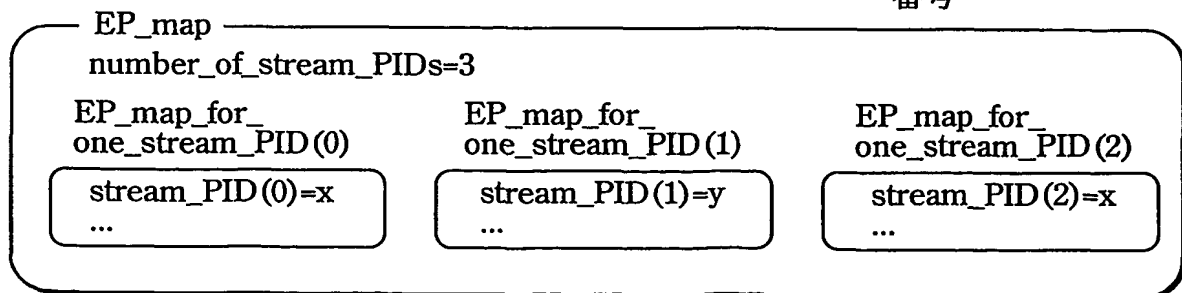 EP_map
number_of_stream_PIDs=3
EP_map_for_
one_stream_PID(0)
stream_PID(0)=x
...
EP_map_for_
one_stream_PID(1)
stream_PID(1)=y
...
EP_map_for_
one_stream_PID(2)
stream_PID(2)=x
...